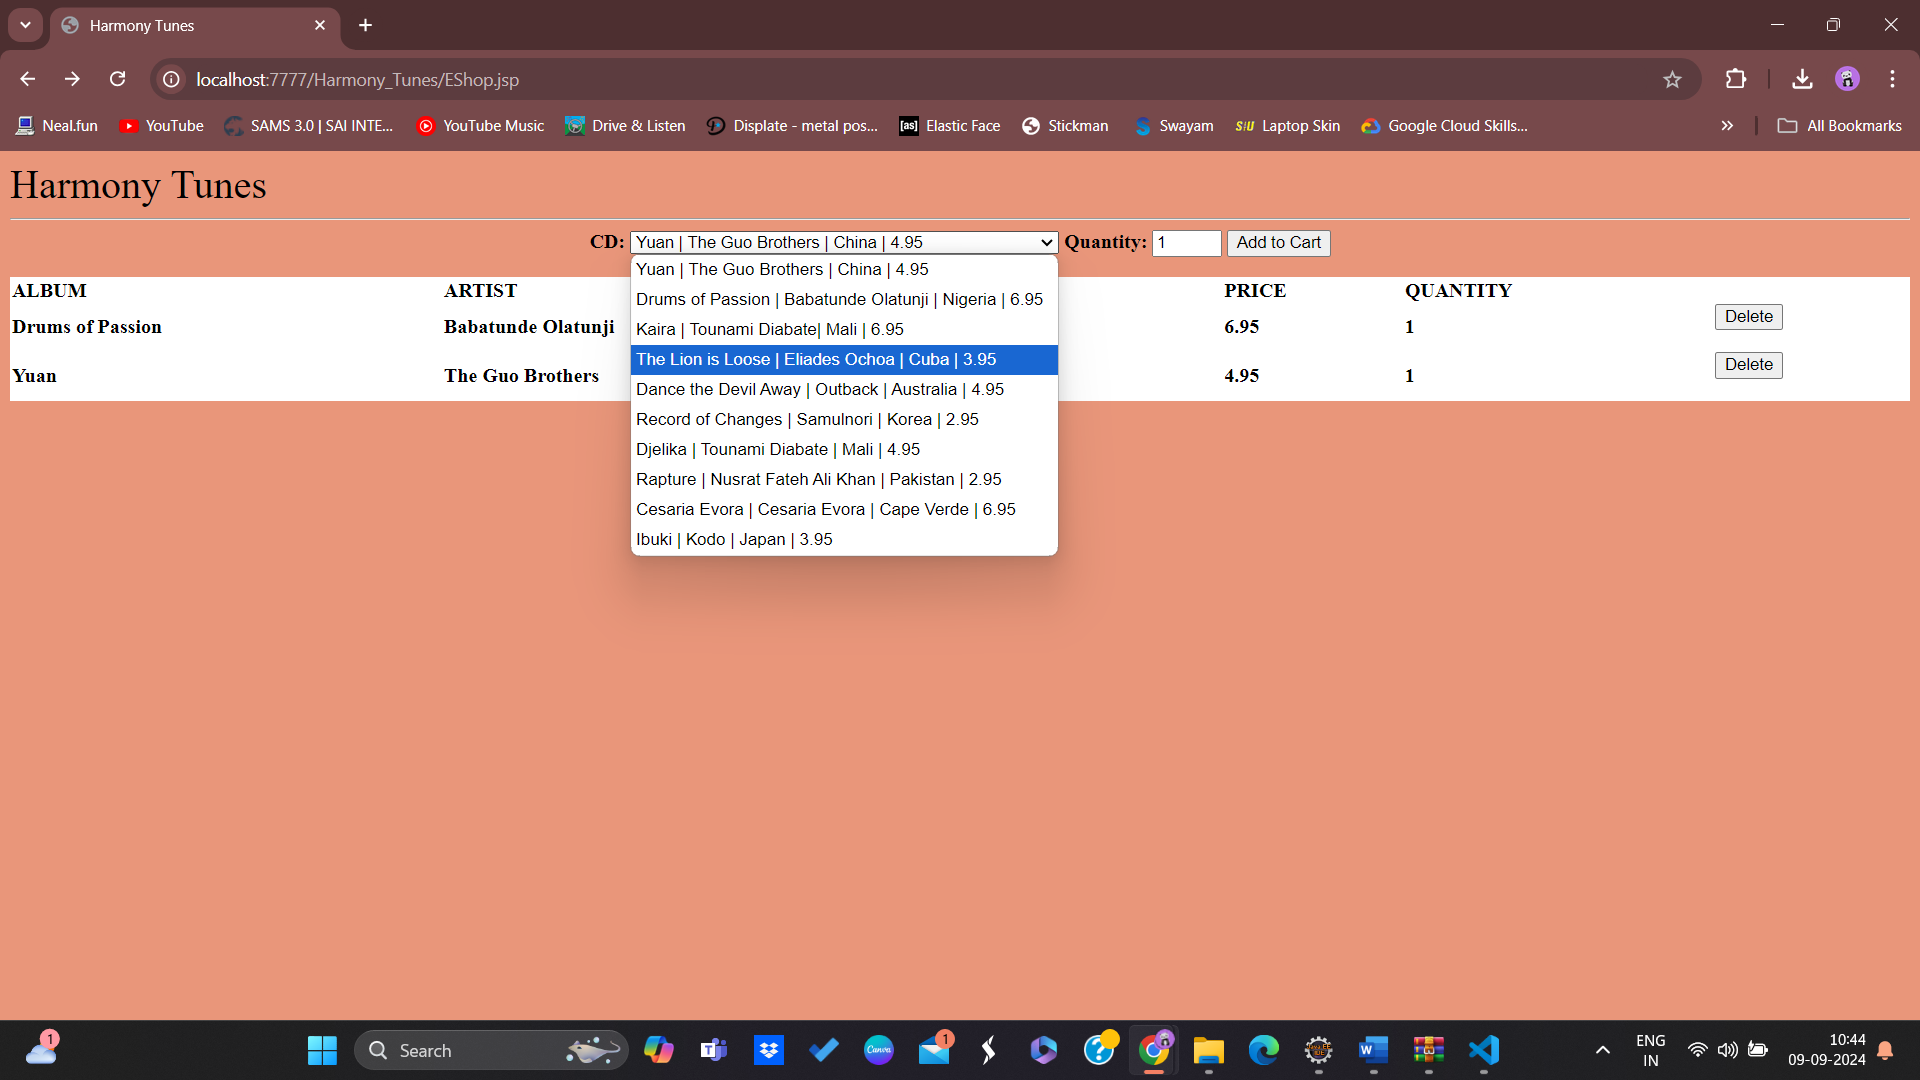 Harmony Tunes
localhost:7777/Harmony_Tunes/EShop.jsp
Neal.fun YouTube SAMS 3.0 | SAI INTE... YouTube Music Drive & Listen Displate - metal pos... [as] Elastic Face Stickman Swayam S/U Laptop Skin Google Cloud Skills... All Bookmarks
Harmony Tunes
CD: Yuan | The Guo Brothers | China | 4.95 Quantity: 1 Add to Cart
Yuan | The Guo Brothers | China | 4.95
Drums of Passion | Babatunde Olatunji | Nigeria | 6.95
Kaira | Tounami Diabate| Mali | 6.95
The Lion is Loose | Eliades Ochoa | Cuba | 3.95
Dance the Devil Away | Outback | Australia | 4.95
Record of Changes | Samulnori | Korea | 2.95
Djelika | Tounami Diabate | Mali | 4.95
Rapture | Nusrat Fateh Ali Khan | Pakistan | 2.95
Cesaria Evora | Cesaria Evora | Cape Verde | 6.95
Ibuki | Kodo | Japan | 3.95
ALBUM ARTIST PRICE QUANTITY
Drums of Passion Babatunde Olatunji 6.95 1 Delete
Yuan The Guo Brothers 4.95 1 Delete
1 Search Canva 1 ENG 10:44
IN 09-09-2024